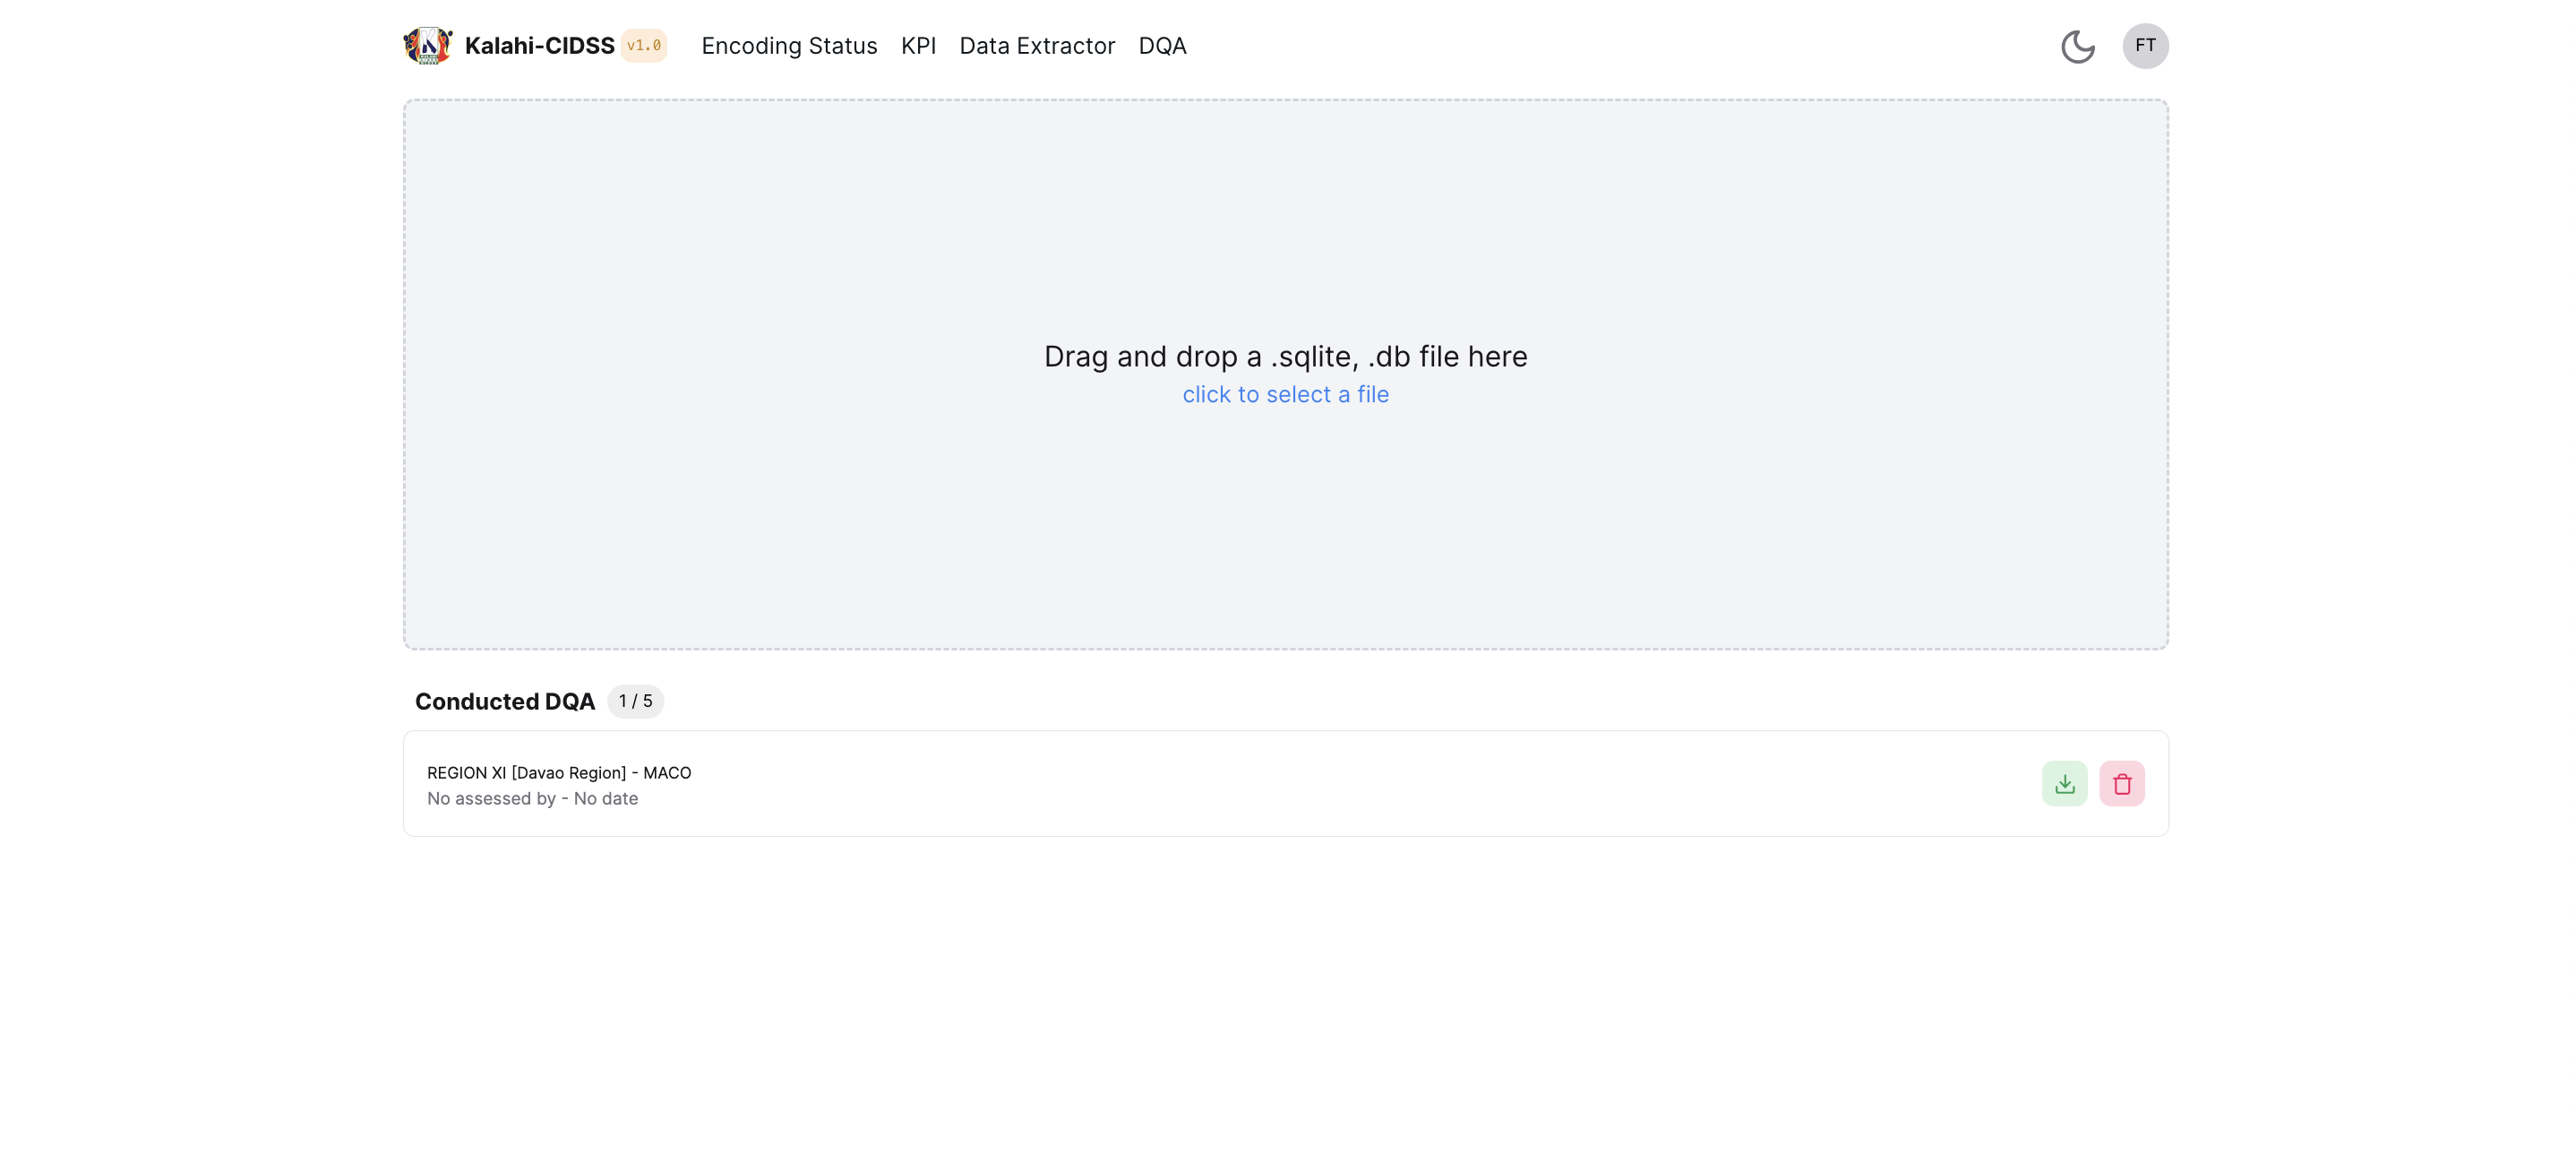 Kalahi-CIDSS v1.0 Encoding Status KPI Data Extractor DQA FT
Drag and drop a .sqlite, .db file here
click to select a file
Conducted DQA 1 / 5
REGION XI [Davao Region] - MACO
No assessed by - No date